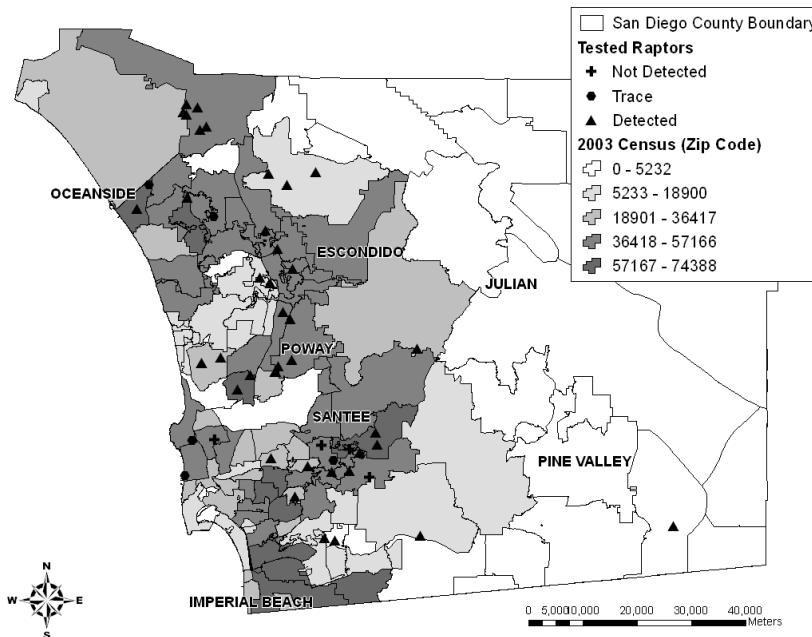 San Diego County Boundary
Tested Raptors
Not Detected
Trace
Detected
2003 Census (Zip Code)
0 - 5232
5233 - 18900
18901 - 36417
36418 - 57166
57167 - 74388
OCEANSIDE
ESCONDIDO
JULIAN
POWAY
SANTEE
PINE VALLEY
IMPERIAL BEACH
N
W E
S
0 5,000 10,000 20,000 30,000 40,000
Meters